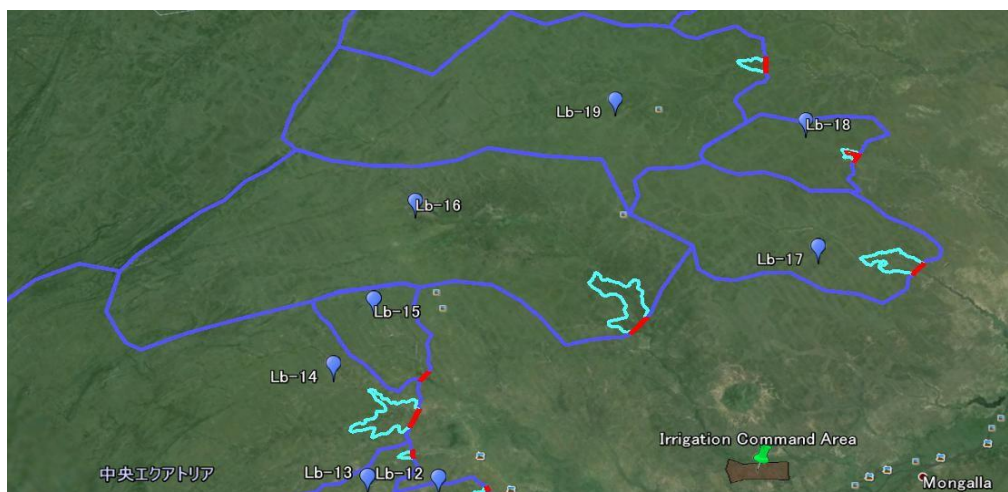 Lb-19
Lb-18
Lb-16
Lb-17
Lb-15
Lb-14
Irrigation Command Area
中央エクアトリア
Lb-13
Lb-12
Mongalla